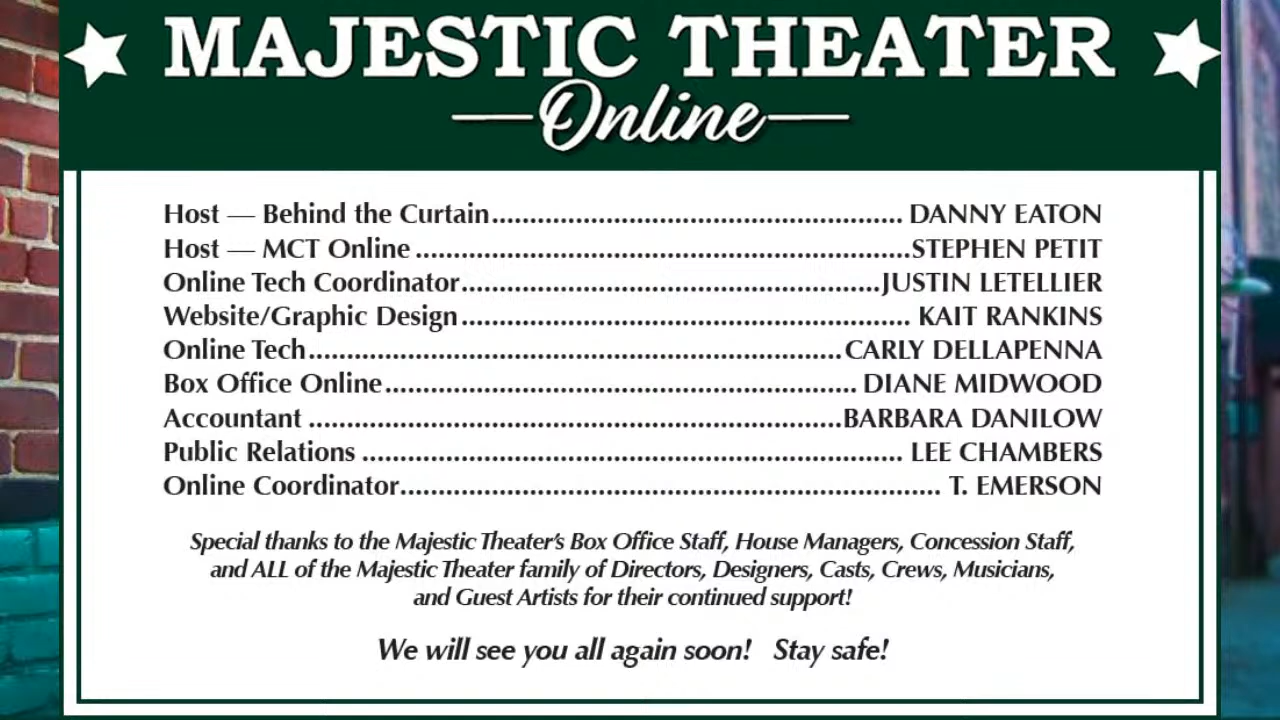 MAJESTIC THEATER
Online
Host — Behind the Curtain..................................................... DANNY EATON
Host — MCT Online ................................................................STEPHEN PETIT
Online Tech Coordinator......................................................JUSTIN LETELLIER
Website/Graphic Design.......................................................... KAIT RANKINS
Online Tech.....................................................................CARLY DELLAPENNA
Box Office Online............................................................. DIANE MIDWOOD
Accountant .....................................................................BARBARA DANILOW
Public Relations ...................................................................... LEE CHAMBERS
Online Coordinator...................................................................... T. EMERSON
Special thanks to the Majestic Theater's Box Office Staff, House Managers, Concession Staff,
and ALL of the Majestic Theater family of Directors, Designers, Casts, Crews, Musicians,
and Guest Artists for their continued support!
We will see you all again soon! Stay safe!